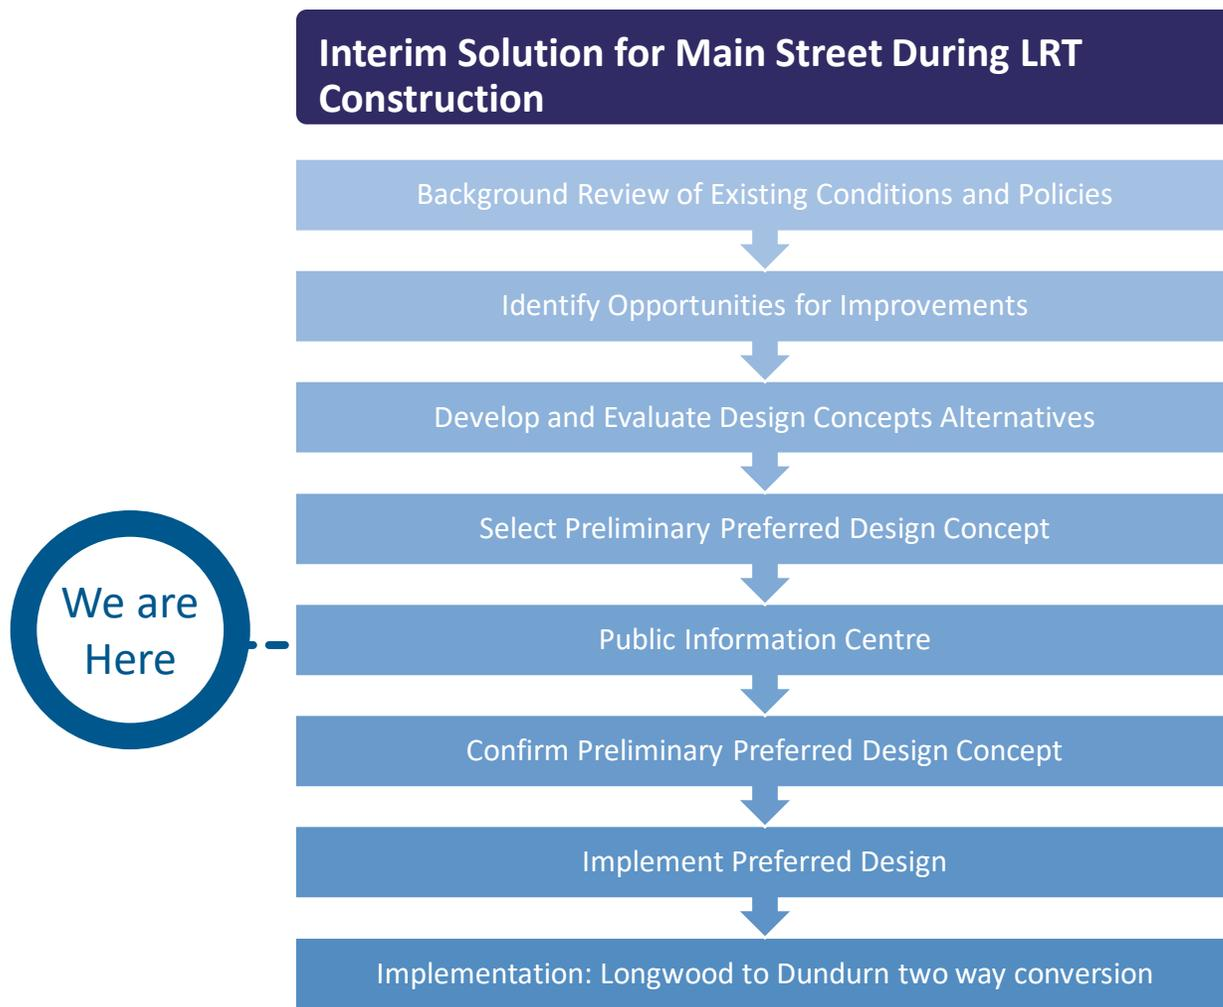 Interim Solution for Main Street During LRT
Construction
Background Review of Existing Conditions and Policies
Identify Opportunities for Improvements
Develop and Evaluate Design Concepts Alternatives
Select Preliminary Preferred Design Concept
We are
Here
Public Information Centre
Confirm Preliminary Preferred Design Concept
Implement Preferred Design
Implementation: Longwood to Dundurn two way conversion